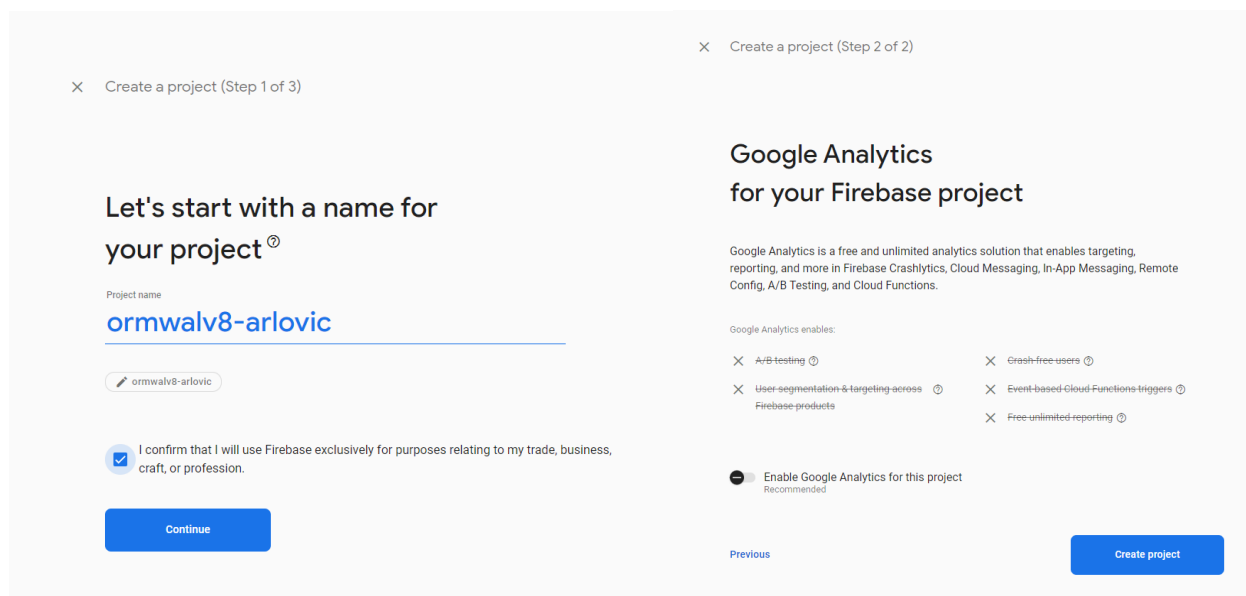 Create a project (Step 1 of 3)
Let's start with a name for
your project
Project name
ormwalv8-arlovic
ormwalv8-arlovic
I confirm that I will use Firebase exclusively for purposes relating to my trade, business,
craft, or profession.
Continue
Create a project (Step 2 of 2)
Google Analytics
for your Firebase project
Google Analytics is a free and unlimited analytics solution that enables targeting,
reporting, and more in Firebase Crashlytics, Cloud Messaging, In-App Messaging, Remote
Config, A/B Testing, and Cloud Functions.
Google Analytics enables:
A/B testing
User segmentation & targeting across
Firebase products
Crash-free users
Event-based Cloud Functions triggers
Free unlimited reporting
Enable Google Analytics for this project
Recommended
Previous
Create project